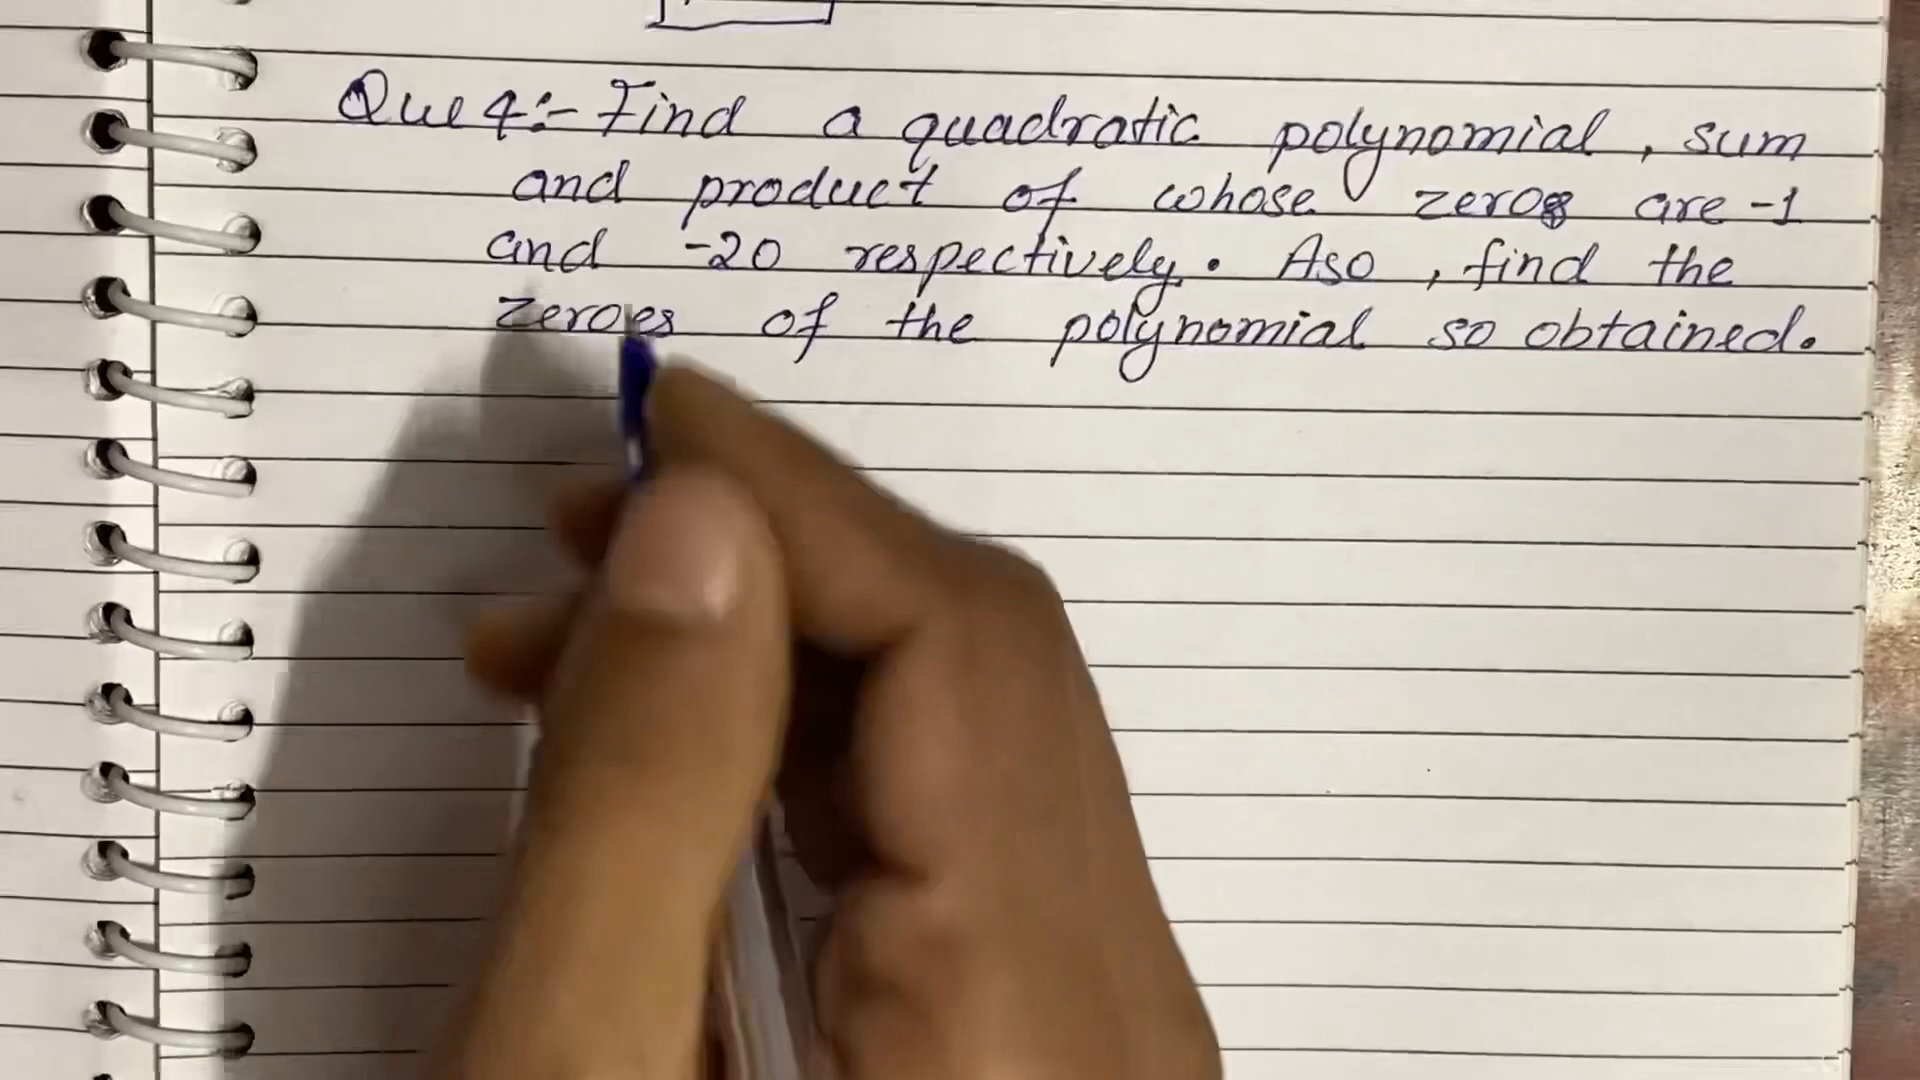 Que 4:- Find a quadratic polynomial, sum
and product of whose zeros are -1
and -20 respectively. Aso, find the
zeroes of the polynomial so obtained.